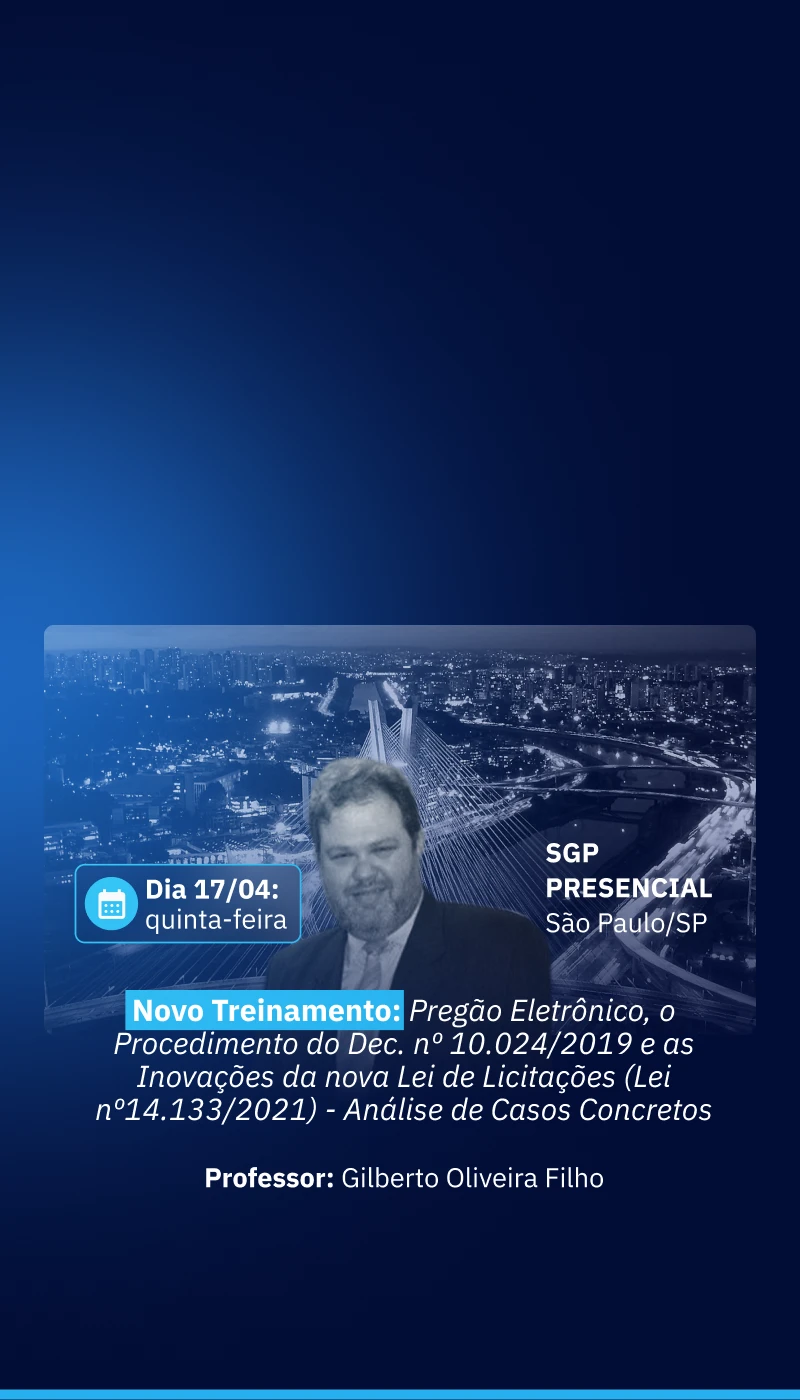 Dia 17/04:
quinta-feira
SGP
PRESENCIAL
São Paulo/SP
Novo Treinamento: Pregão Eletrônico, o
Procedimento do Dec. nº 10.024/2019 e as
Inovações da nova Lei de Licitações (Lei
nº14.133/2021) - Análise de Casos Concretos
Professor: Gilberto Oliveira Filho